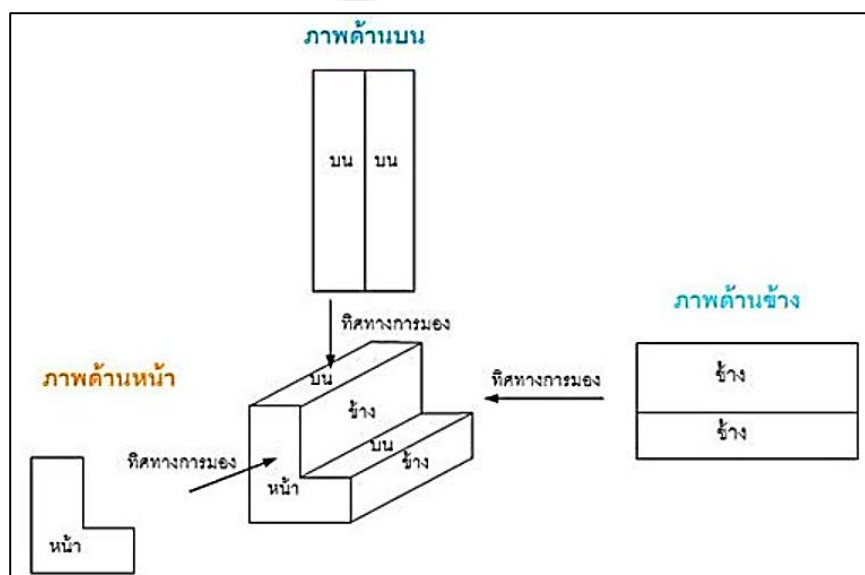 ภาพด้านบน
บน บน
ทิศทางการมอง
ภาพด้านข้าง
ข้าง
ข้าง
ทิศทางการมอง
ภาพด้านหน้า
หน้า
ทิศทางการมอง
บน
ข้าง
บน
ข้าง
หน้า